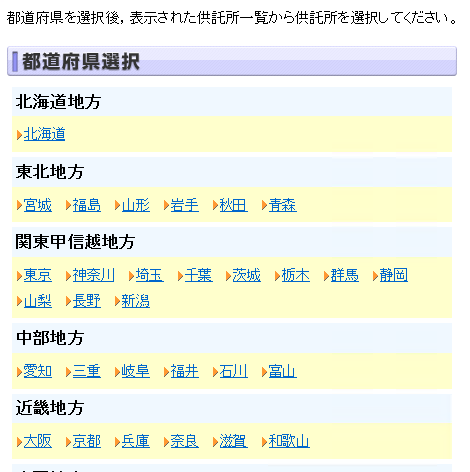 都道府県を選択後，表示された供託所一覧から供託所を選択してください。
都道府県選択
北海道地方
北海道
東北地方
宮城 福島 山形 岩手 秋田 青森
関東甲信越地方
東京 神奈川 埼玉 千葉 茨城 栃木 群馬 静岡
山梨 長野 新潟
中部地方
愛知 三重 岐阜 福井 石川 富山
近畿地方
大阪 京都 兵庫 奈良 滋賀 和歌山